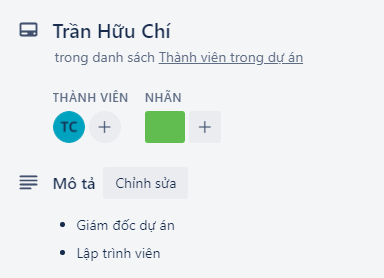 Trần Hữu Chí
trong danh sách Thành viên trong dự án
THÀNH VIÊN NHÃN
TC + +
Mô tả Chỉnh sửa
Giám đốc dự án
Lập trình viên